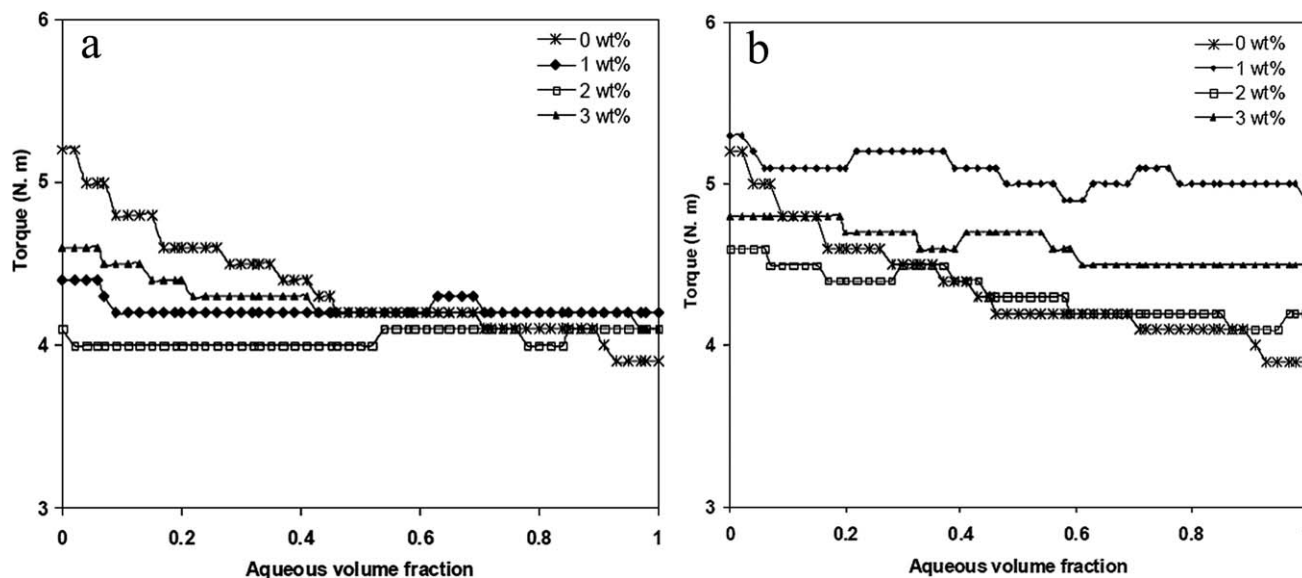 a
6
5
4
3
Torque (N. m)
0 wt%
1 wt%
2 wt%
3 wt%
0
0.2
0.4
0.6
0.8
1
Aqueous volume fraction
b
6
5
4
3
Torque (N. m)
0 wt%
1 wt%
2 wt%
3 wt%
0
0.2
0.4
0.6
0.8
Aqueous volume fraction